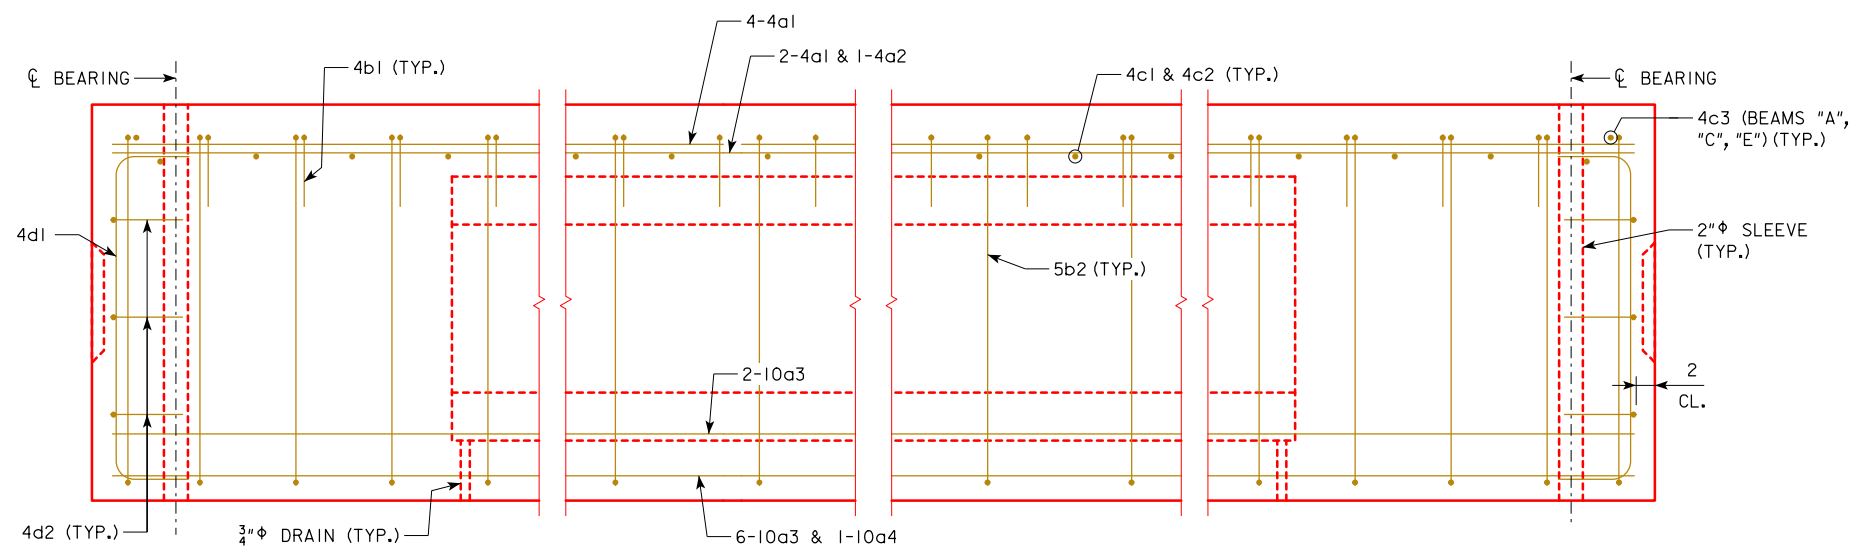 4-4a1
2-4a1 & 1-4a2
4b1 (TYP.)
4c1 & 4c2 (TYP.)
℄ BEARING
℄ BEARING
4c3 (BEAMS "A",
"C", "E") (TYP.)
4d1
2"ϕ SLEEVE
(TYP.)
5b2 (TYP.)
2-10a3
2
CL.
4d2 (TYP.)
3/4"ϕ DRAIN (TYP.)
6-10a3 & 1-10a4